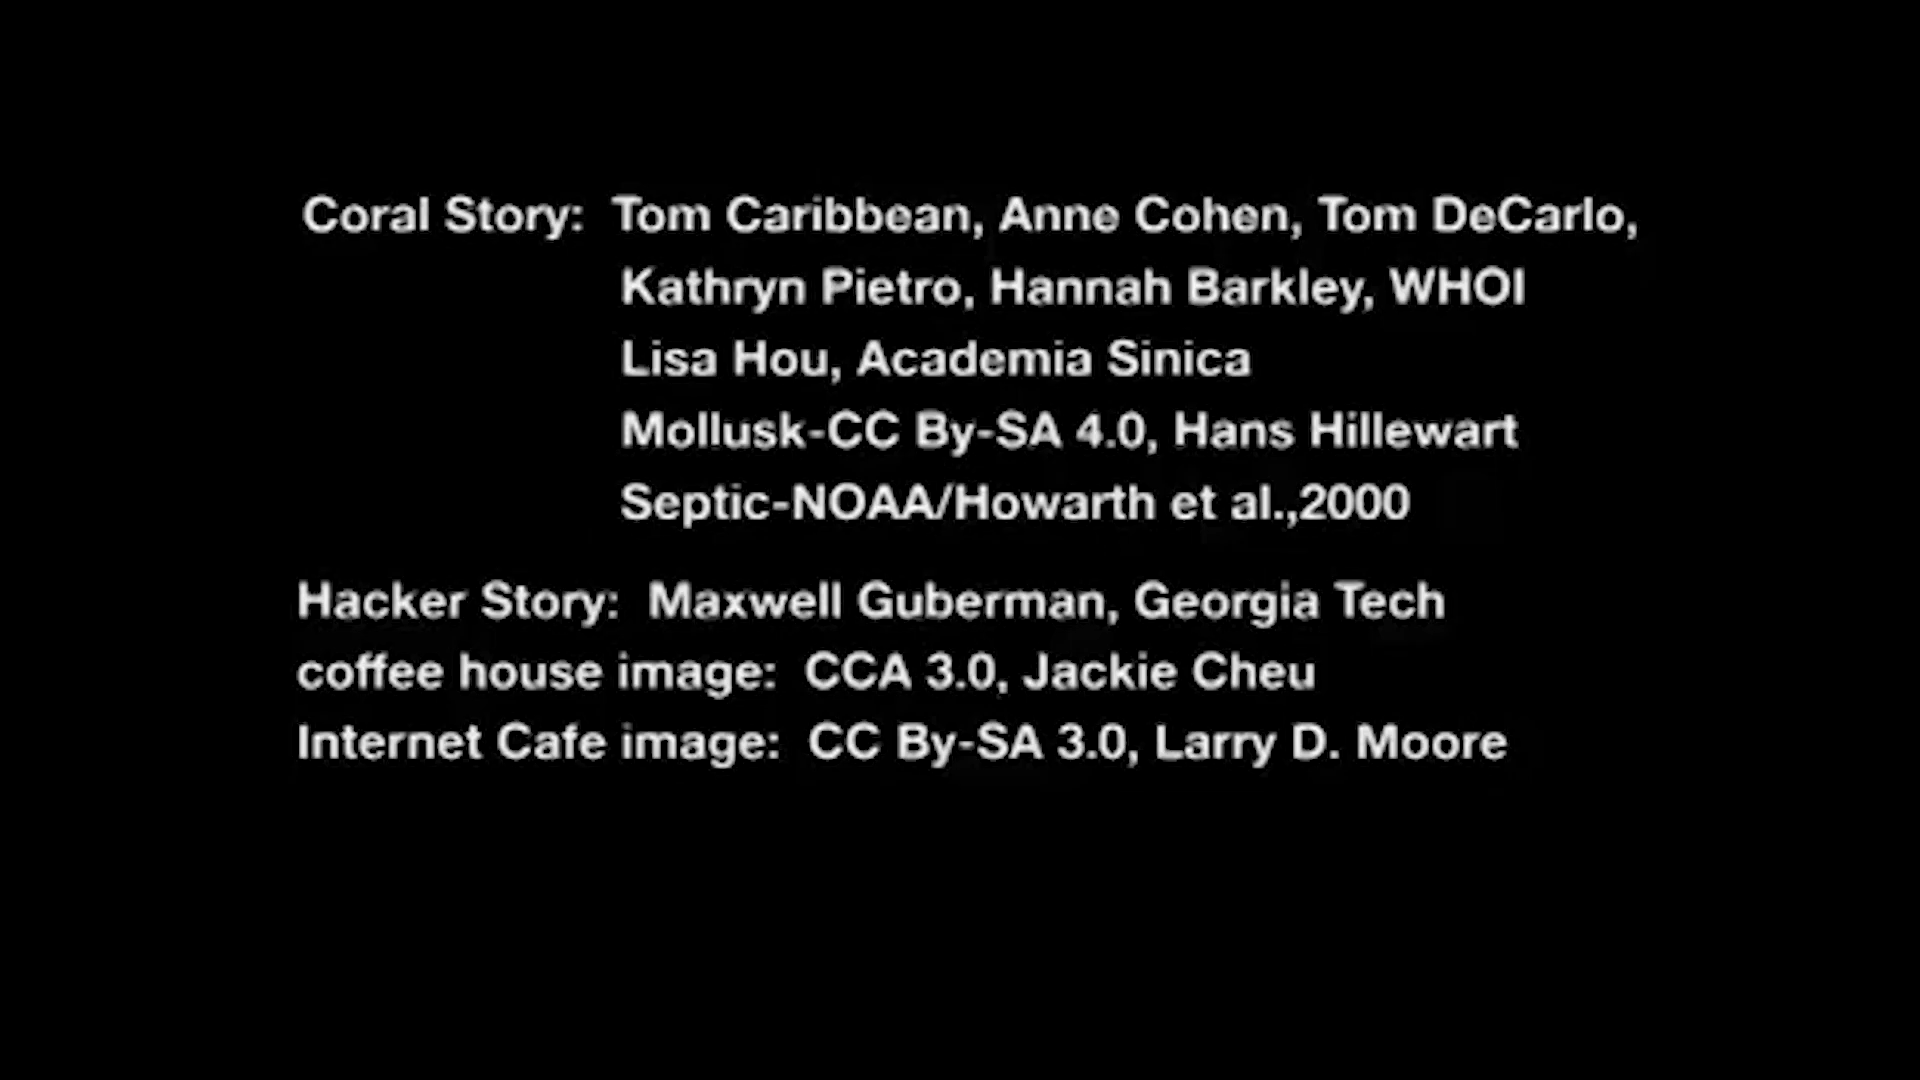 Coral Story: Tom Caribbean, Anne Cohen, Tom DeCarlo,
Kathryn Pietro, Hannah Barkley, WHOI
Lisa Hou, Academia Sinica
Mollusk-CC By-SA 4.0, Hans Hillewart
Septic-NOAA/Howarth et al.,2000
Hacker Story: Maxwell Guberman, Georgia Tech
coffee house image: CCA 3.0, Jackie Cheu
Internet Cafe image: CC By-SA 3.0, Larry D. Moore